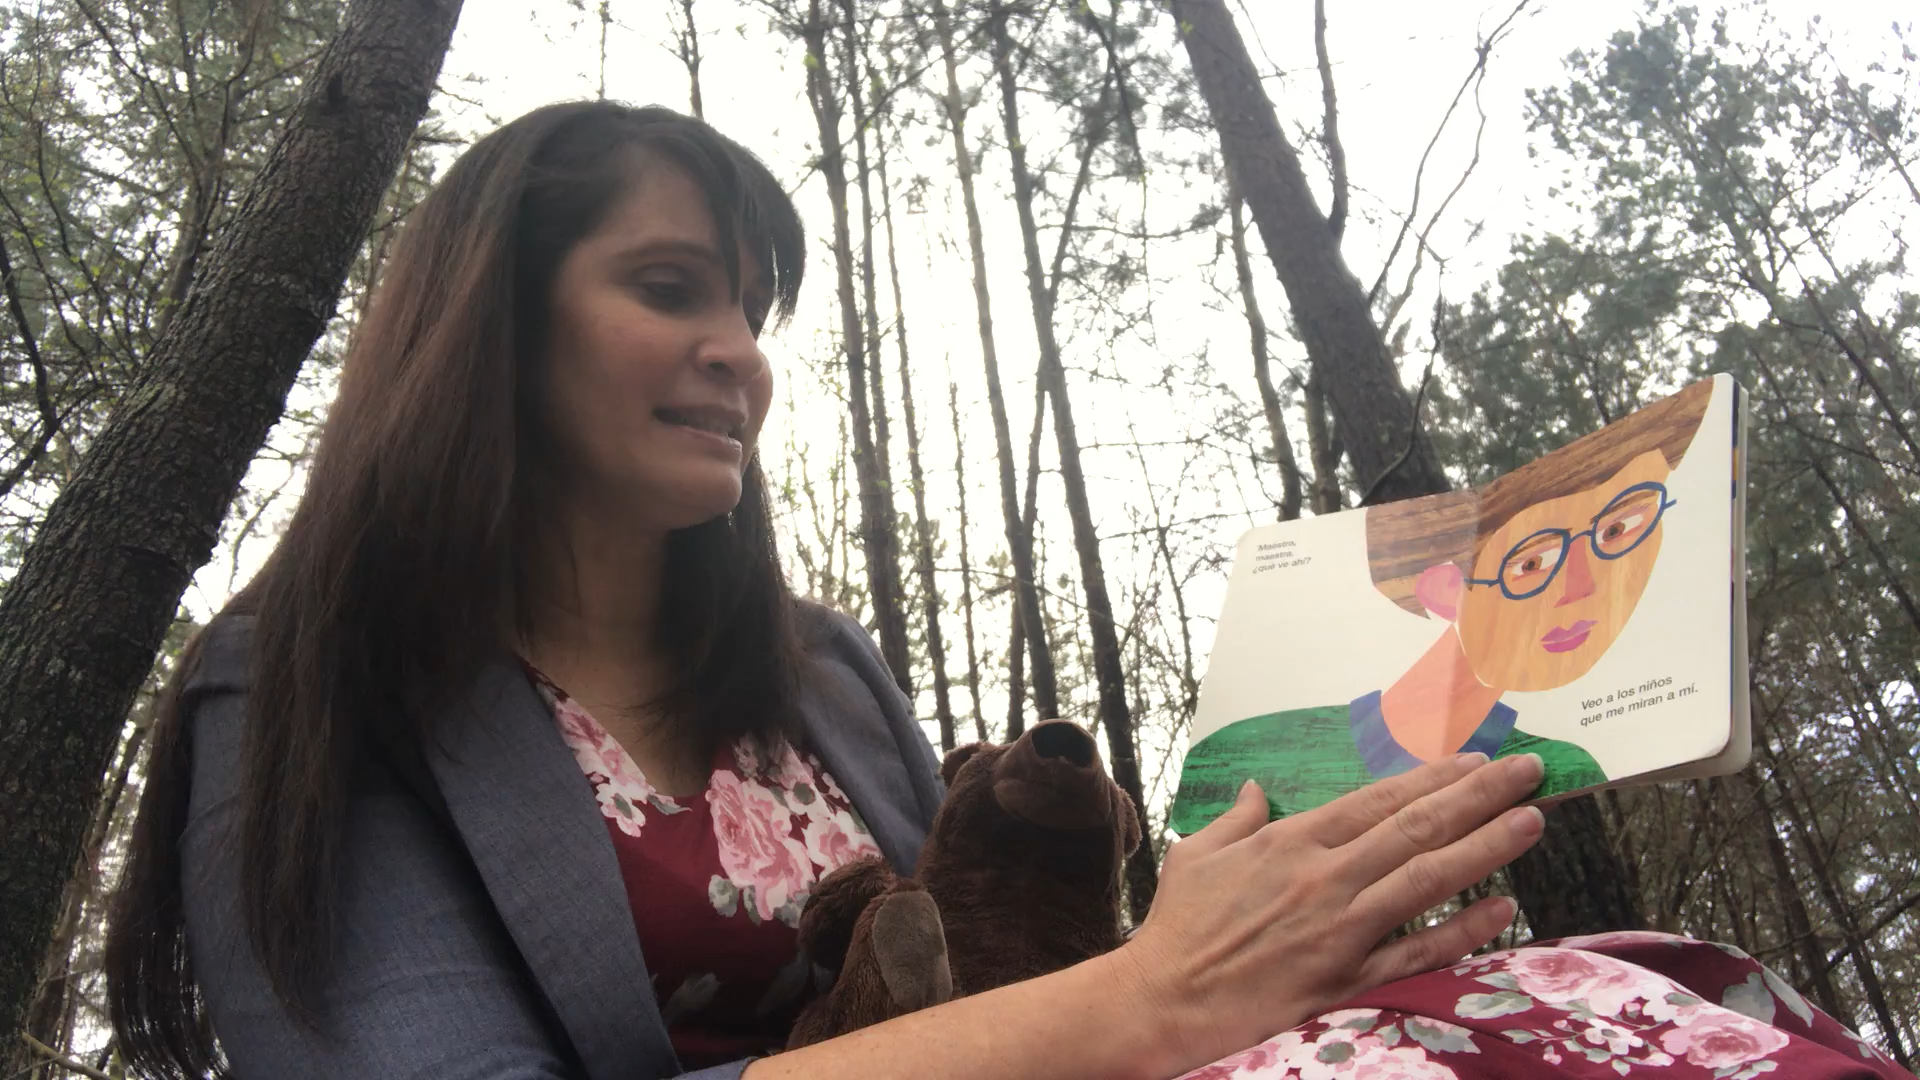 Maestra,
maestra,
¿qué ve ahí?
Veo a los niños
que me miran a mí.